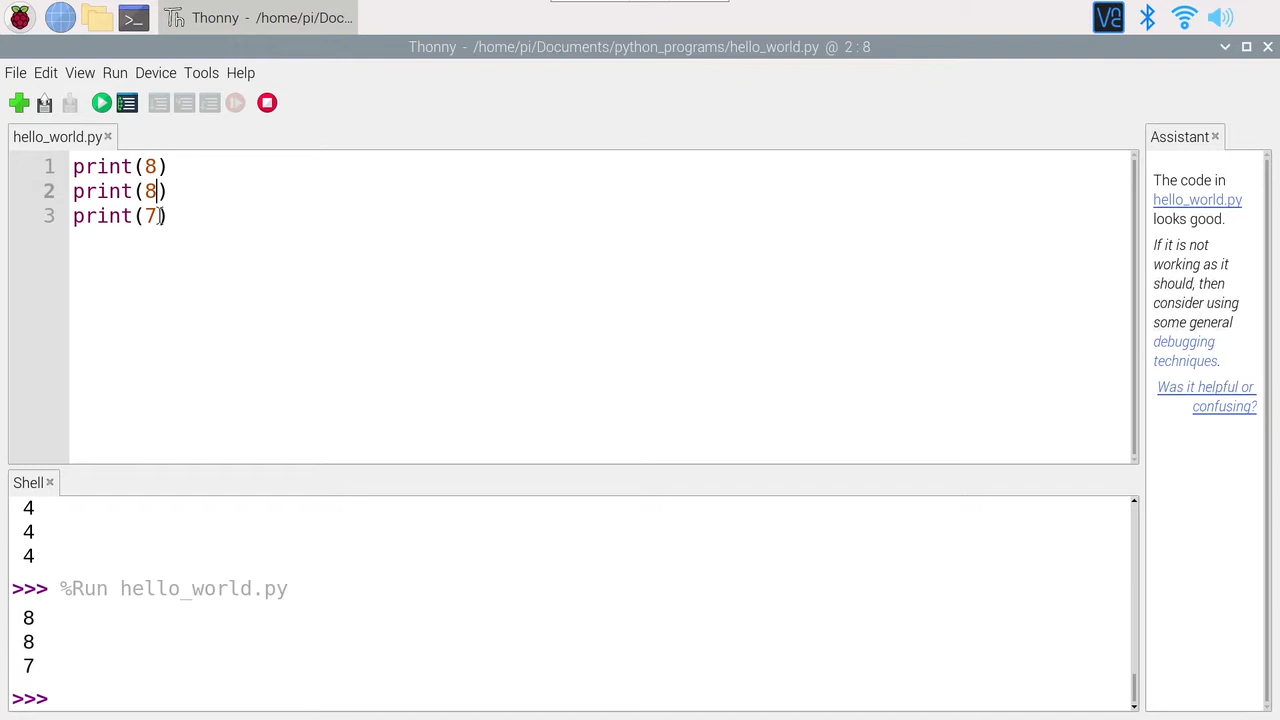 Thonny - /home/pi/Doc...
Thonny - /home/pi/Documents/python_programs/hello_world.py @ 2 : 8
File Edit View Run Device Tools Help
hello_world.py
1 print(8)
2 print(8)
3 print(7)
Assistant
The code in
hello_world.py
looks good.
If it is not
working as it
should, then
consider using
some general
debugging
techniques.
Was it helpful or
confusing?
Shell
4
4
4
>>> %Run hello_world.py
8
8
7
>>>